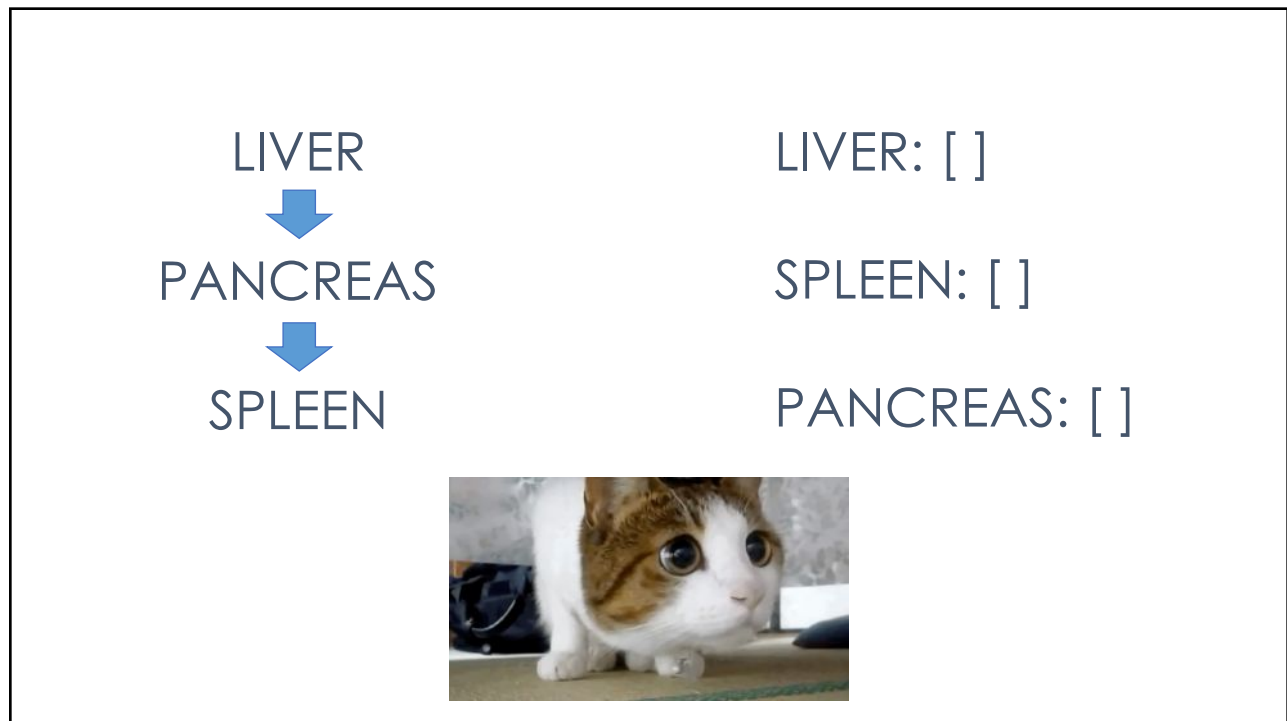 LIVER
PANCREAS
SPLEEN
LIVER: [ ]
SPLEEN: [ ]
PANCREAS: [ ]